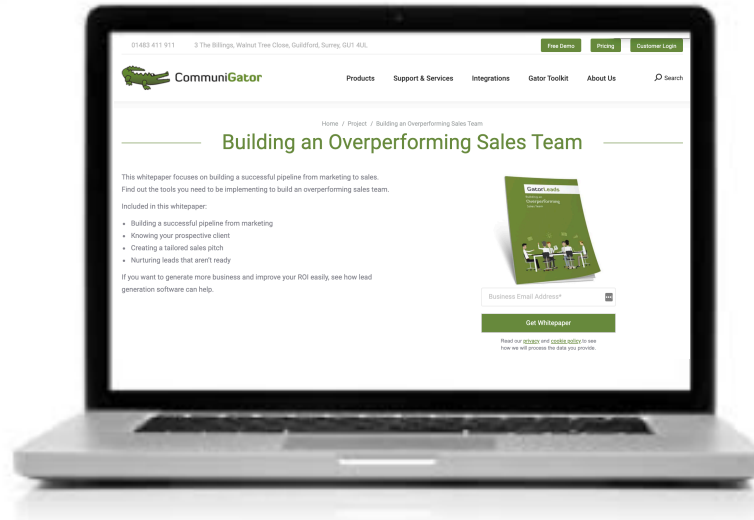 01483 411 911 3 The Billings, Walnut Tree Close, Guildford, Surrey, GU1 4UL Free Demo Pricing Customer Login
CommuniGator Products Support & Services Integrations Gator Toolkit About Us Search
Home / Project / Building an Overperforming Sales Team
Building an Overperforming Sales Team
This whitepaper focuses on building a successful pipeline from marketing to sales.
Find out the tools you need to be implementing to build an overperforming sales team.
Included in this whitepaper:
• Building a successful pipeline from marketing
• Knowing your prospective client
• Creating a tailored sales pitch
• Nurturing leads that aren't ready
If you want to generate more business and improve your ROI easily, see how lead
generation software can help.
GatorLeads
Overperforming
Business Email Address*
Get Whitepaper
Read our privacy and cookie policy to see
how we will process the data you provide.